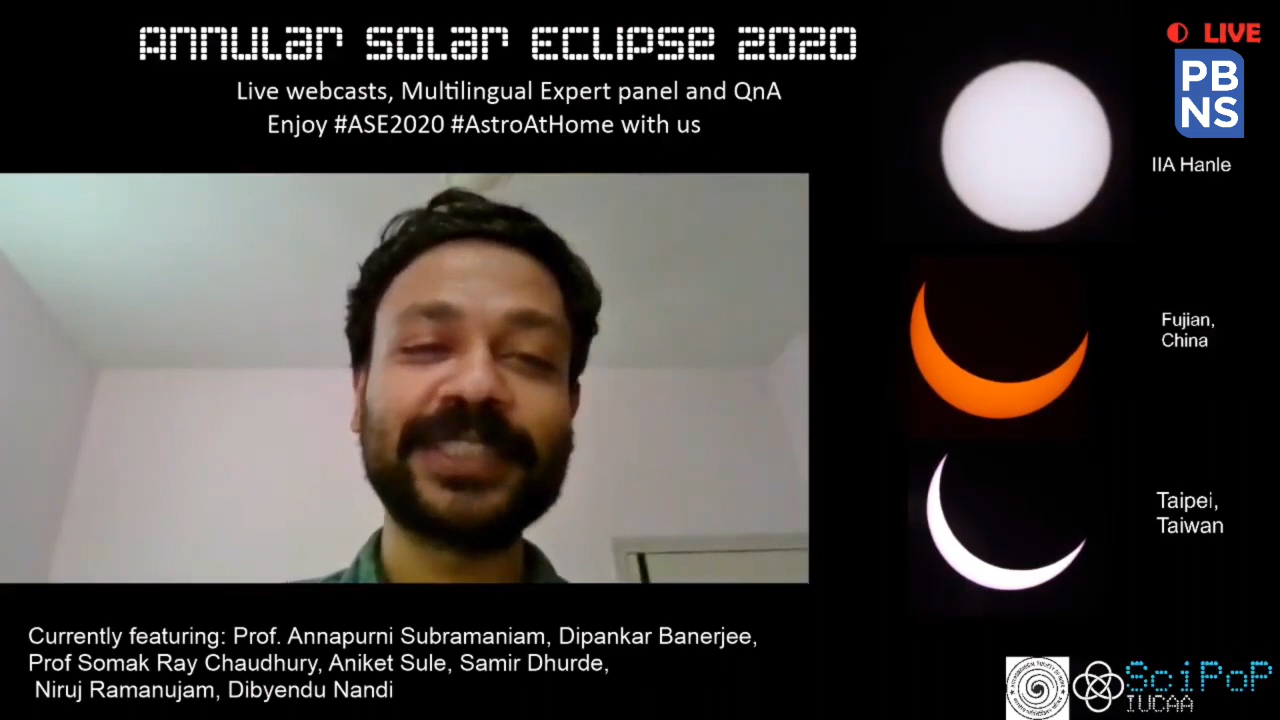 Annular Solar Eclipse 2020
Live webcasts, Multilingual Expert panel and QnA
Enjoy #ASE2020 #AstroAtHome with us
LIVE
PB
NS
IIA Hanle
Fujian,
China
Taipei,
Taiwan
Currently featuring: Prof. Annapurni Subramaniam, Dipankar Banerjee,
Prof Somak Ray Chaudhury, Aniket Sule, Samir Dhurde,
Niruj Ramanujam, Dibyendu Nandi
SciPoP
IUCAA